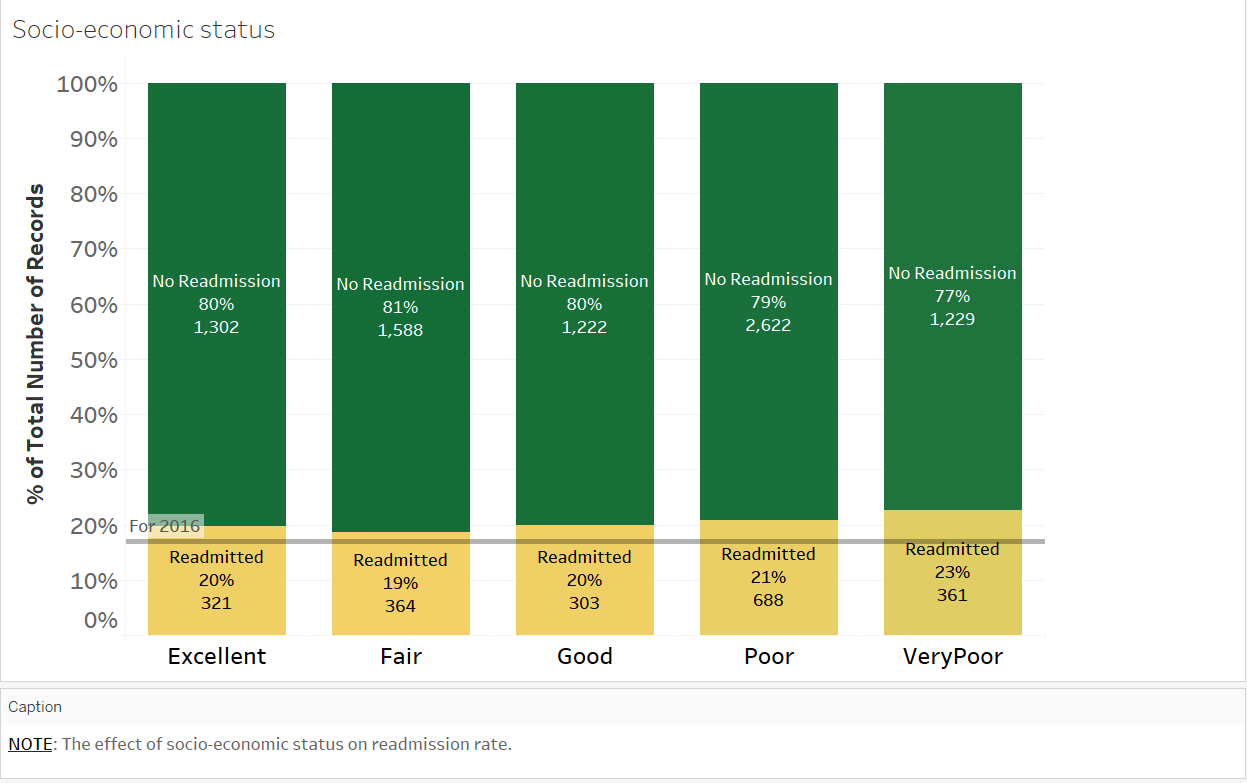 Socio-economic status
% of Total Number of Records
100%
90%
80%
70%
60%
50%
40%
30%
20%
10%
0%
No Readmission
80%
1,302
No Readmission
81%
1,588
No Readmission
80%
1,222
No Readmission
79%
2,622
No Readmission
77%
1,229
For 2016
Readmitted
20%
321
Readmitted
19%
364
Readmitted
20%
303
Readmitted
21%
688
Readmitted
23%
361
Excellent
Fair
Good
Poor
VeryPoor
Caption
NOTE: The effect of socio-economic status on readmission rate.